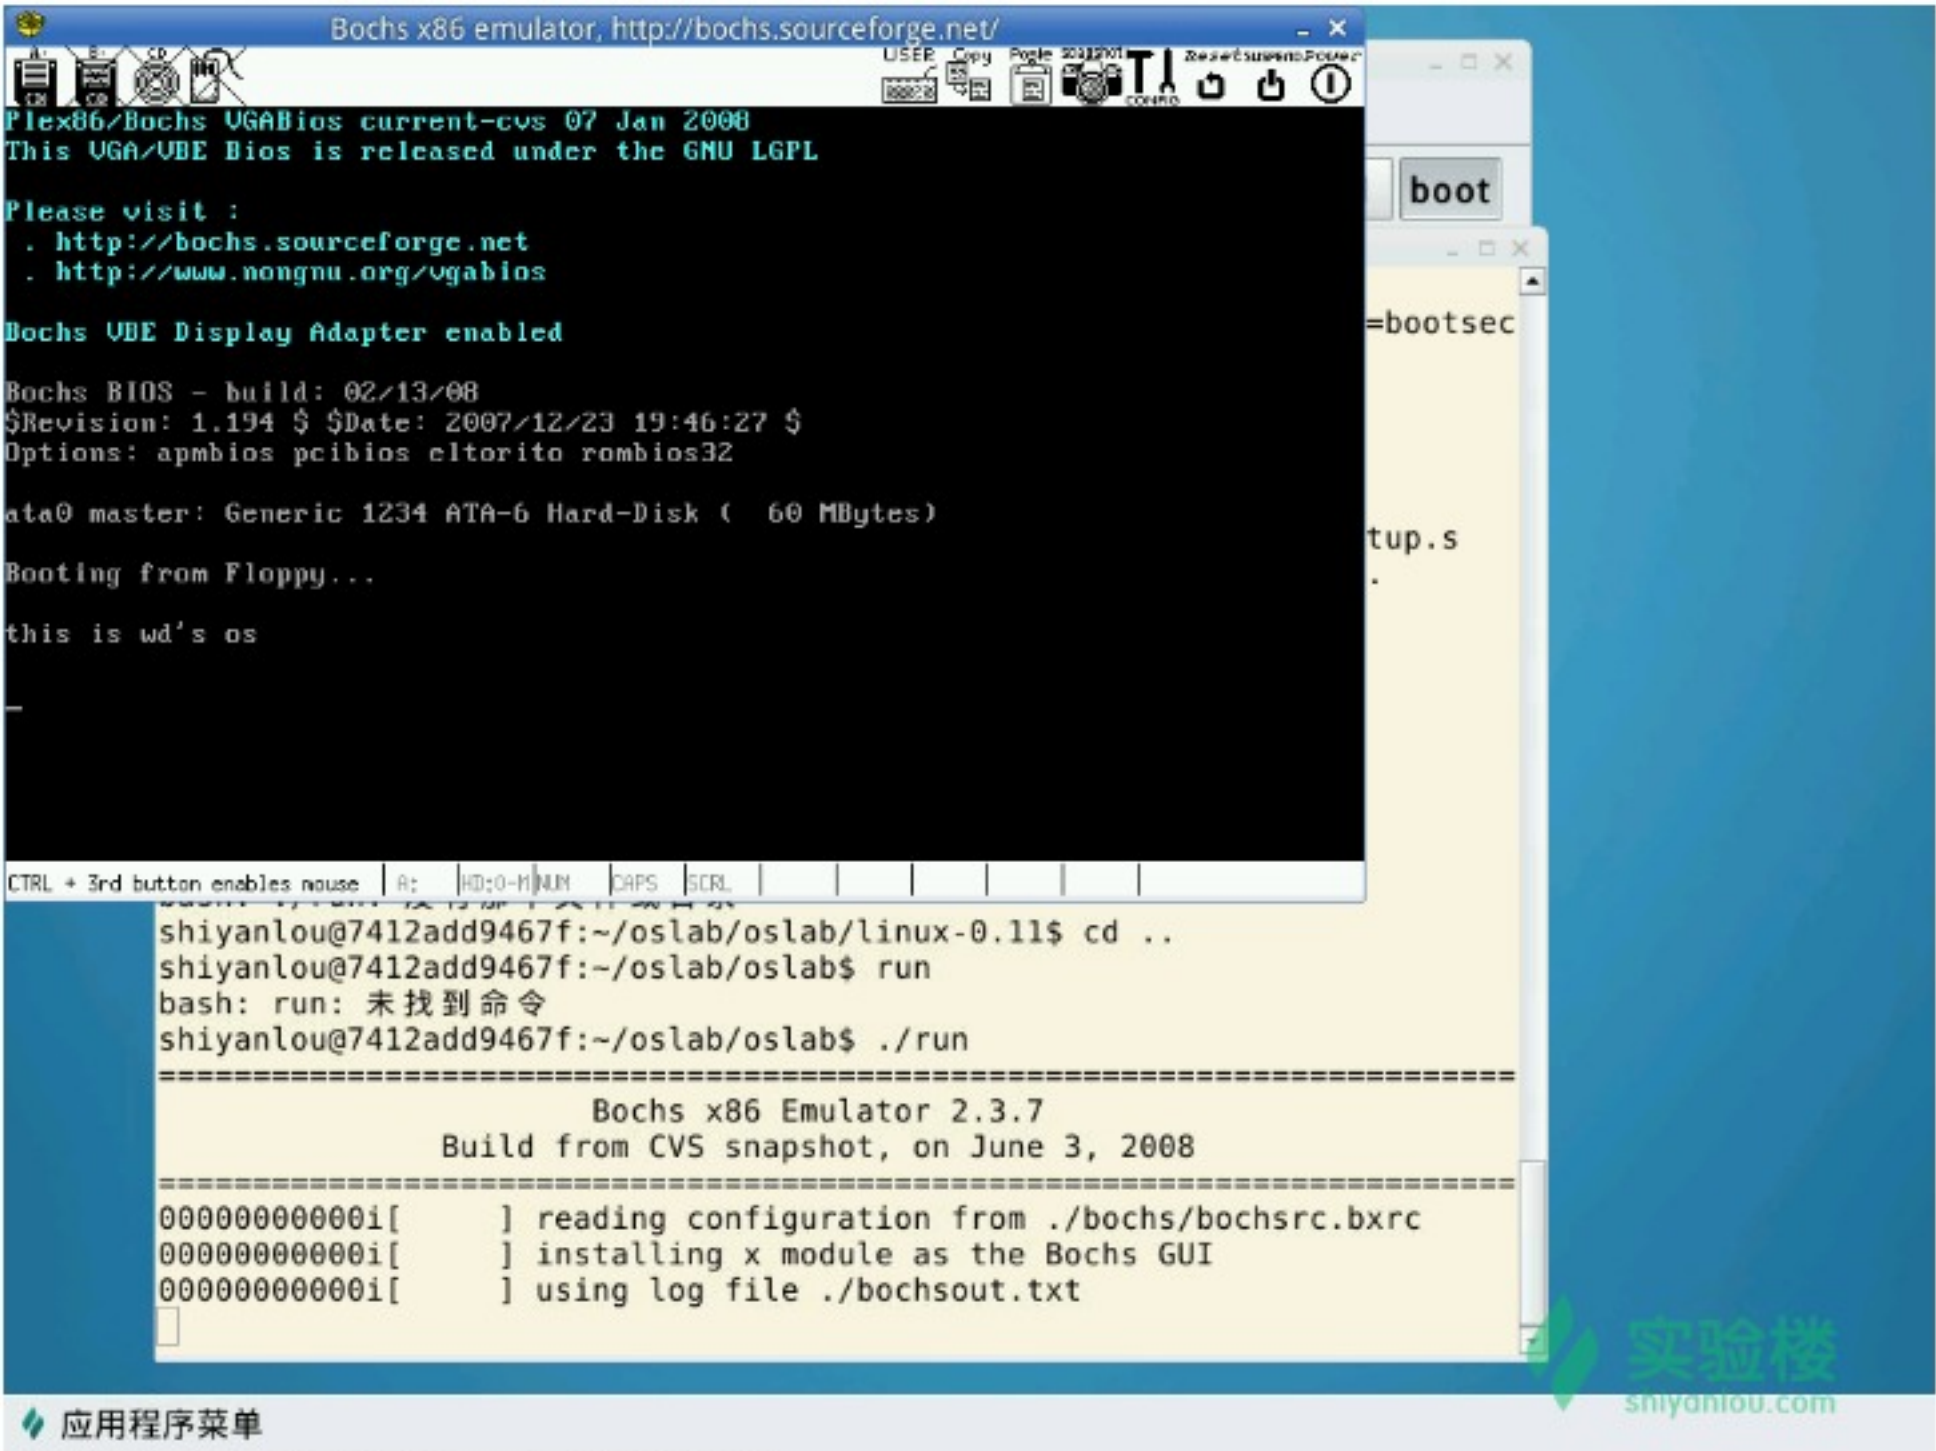 Bochs x86 emulator, http://bochs.sourceforge.net/
A: B: CD USER Copy Paste snapshot CONFIG Reset suspend Power
Plex86/Bochs VGABios current-cvs 07 Jan 2008
This VGA/VBE Bios is released under the GNU LGPL
Please visit :
. http://bochs.sourceforge.net
. http://www.nongnu.org/vgabios
Bochs VBE Display Adapter enabled
Bochs BIOS - build: 02/13/08
$Revision: 1.194 $ $Date: 2007/12/23 19:46:27 $
Options: apmbios pcibios eltorito rombios32
ata0 master: Generic 1234 ATA-6 Hard-Disk (  60 MBytes)
Booting from Floppy...
this is wd's os
_
CTRL + 3rd button enables mouse A: HD:0-M NUM CAPS SCRL
boot
=bootsec
tup.s
.
shiyanlou@7412add9467f:~/oslab/oslab/linux-0.11$ cd ..
shiyanlou@7412add9467f:~/oslab/oslab$ run
bash: run: 未找到命令
shiyanlou@7412add9467f:~/oslab/oslab$ ./run
========================================================================
Bochs x86 Emulator 2.3.7
Build from CVS snapshot, on June 3, 2008
========================================================================
00000000000i[      ] reading configuration from ./bochs/bochsrc.bxrc
00000000000i[      ] installing x module as the Bochs GUI
00000000000i[      ] using log file ./bochsout.txt
实验楼
shiyanlou.com
应用程序菜单